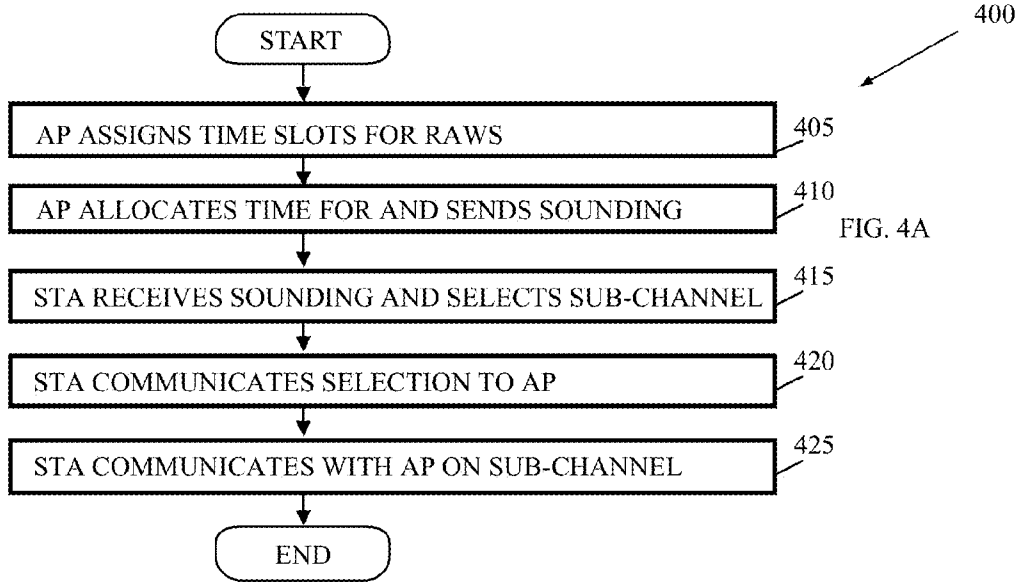 400
START
AP ASSIGNS TIME SLOTS FOR RAWS
405
AP ALLOCATES TIME FOR AND SENDS SOUNDING
410
FIG. 4A
STA RECEIVES SOUNDING AND SELECTS SUB-CHANNEL
415
STA COMMUNICATES SELECTION TO AP
420
STA COMMUNICATES WITH AP ON SUB-CHANNEL
425
END